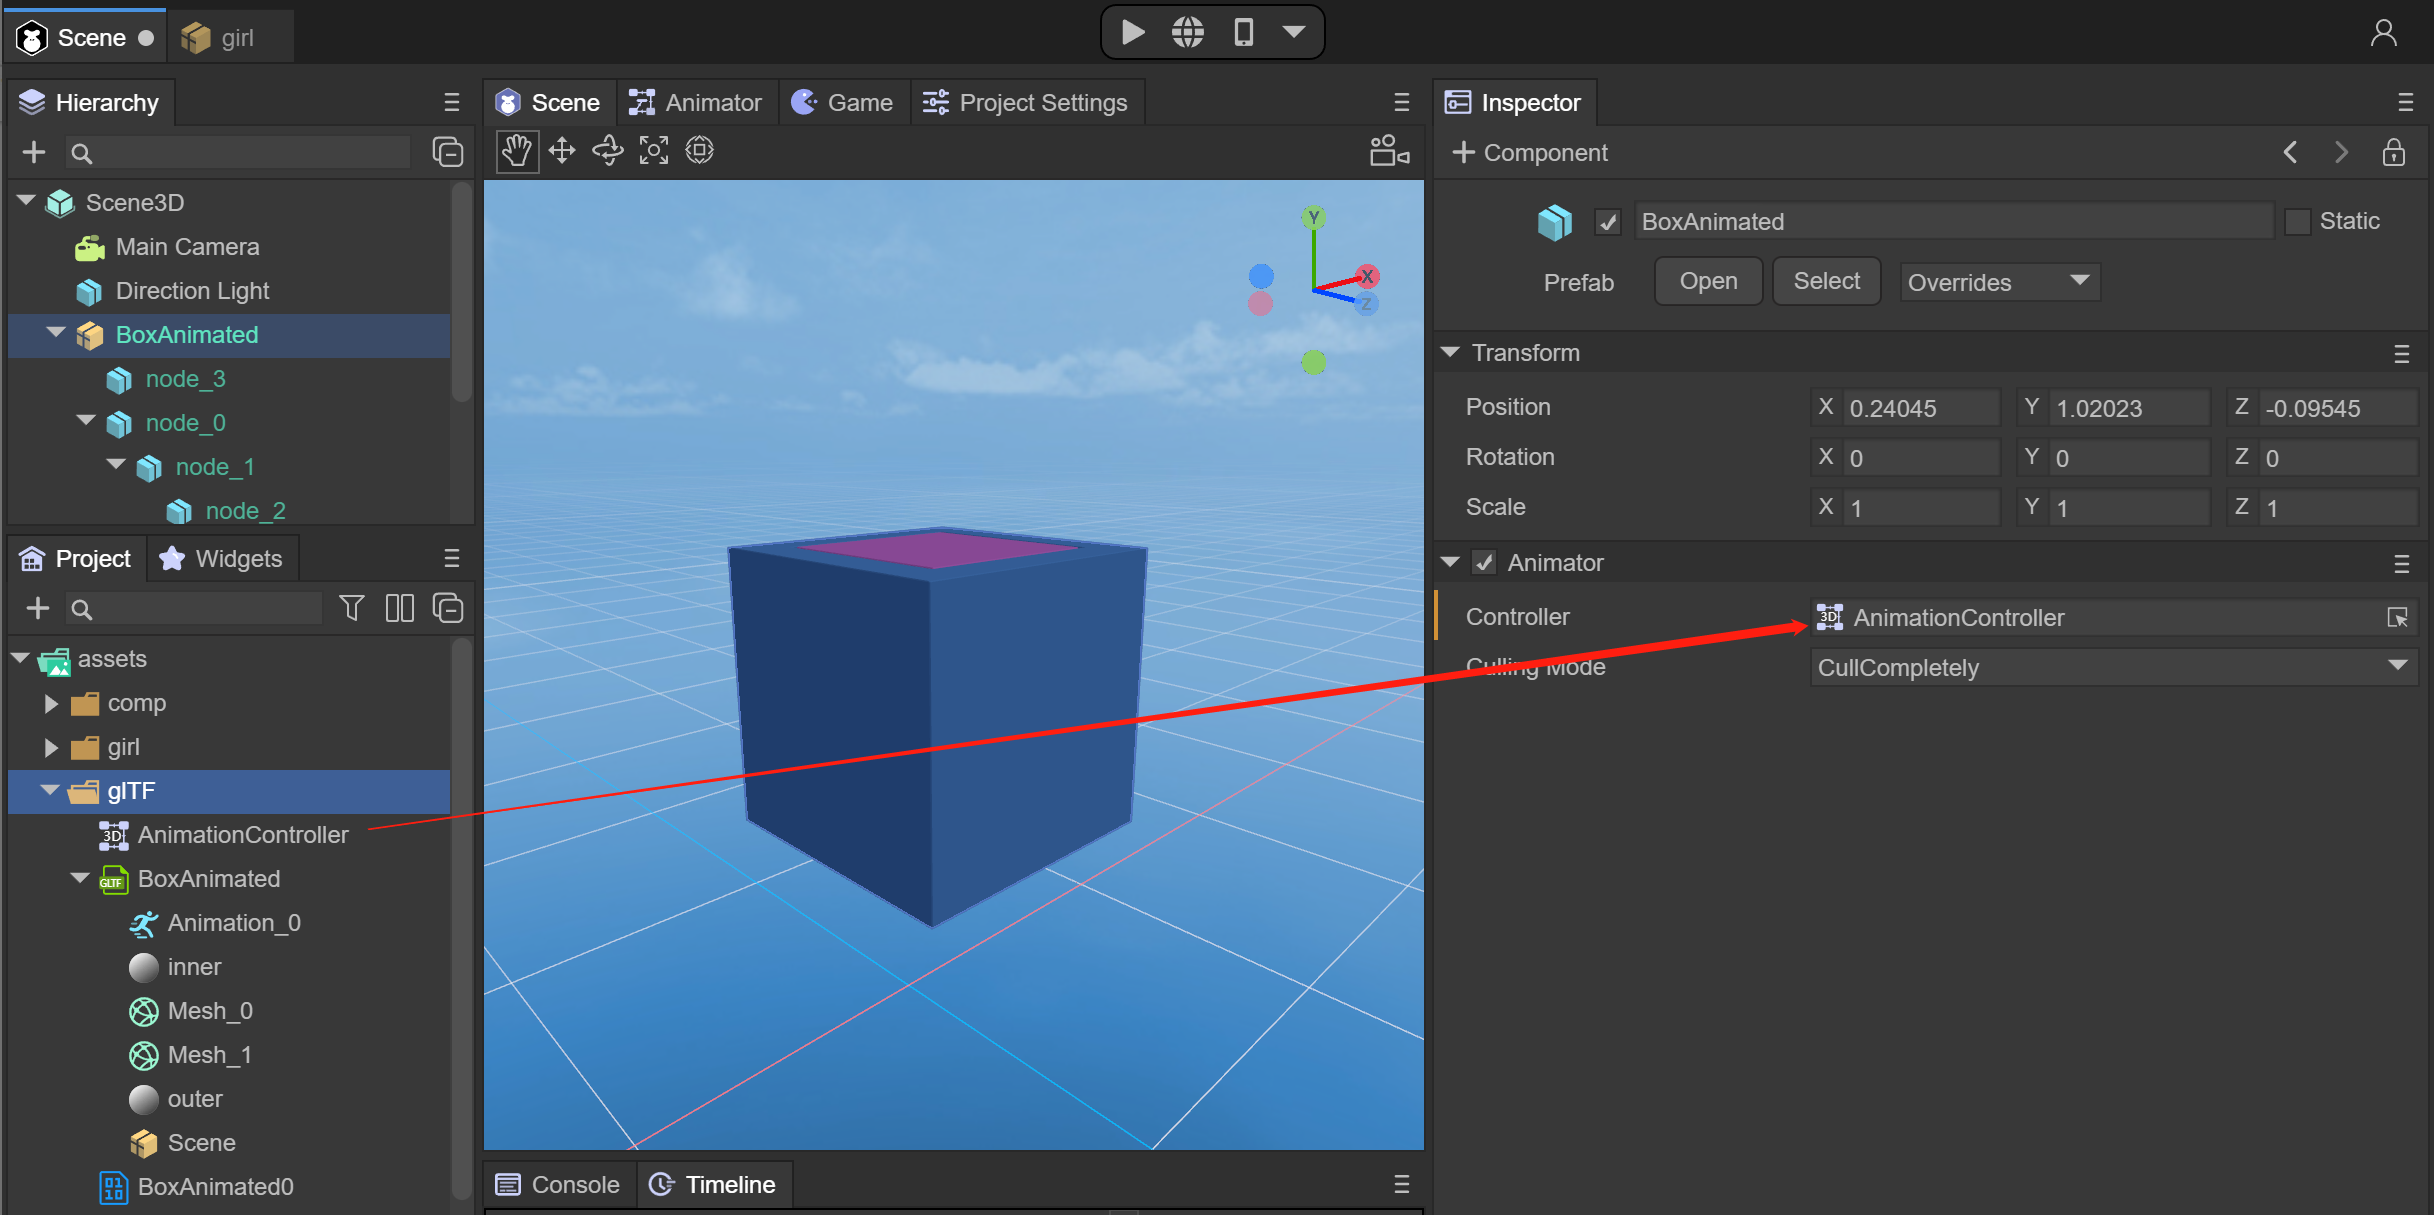 Scene
girl
Hierarchy
Scene3D
Main Camera
Direction Light
BoxAnimated
node_3
node_0
node_1
node_2
Project
Widgets
assets
comp
girl
glTF
3D
AnimationController
GLTF
BoxAnimated
Animation_0
inner
Mesh_0
Mesh_1
outer
Scene
BoxAnimated0
Scene
Animator
Game
Project Settings
Y
X
Z
Console
Timeline
Inspector
Component
BoxAnimated
Static
Prefab
Open
Select
Overrides
Transform
Position X 0.24045 Y 1.02023 Z -0.09545
Rotation X 0 Y 0 Z 0
Scale X 1 Y 1 Z 1
Animator
Controller 3D AnimationController
Culling Mode CullCompletely